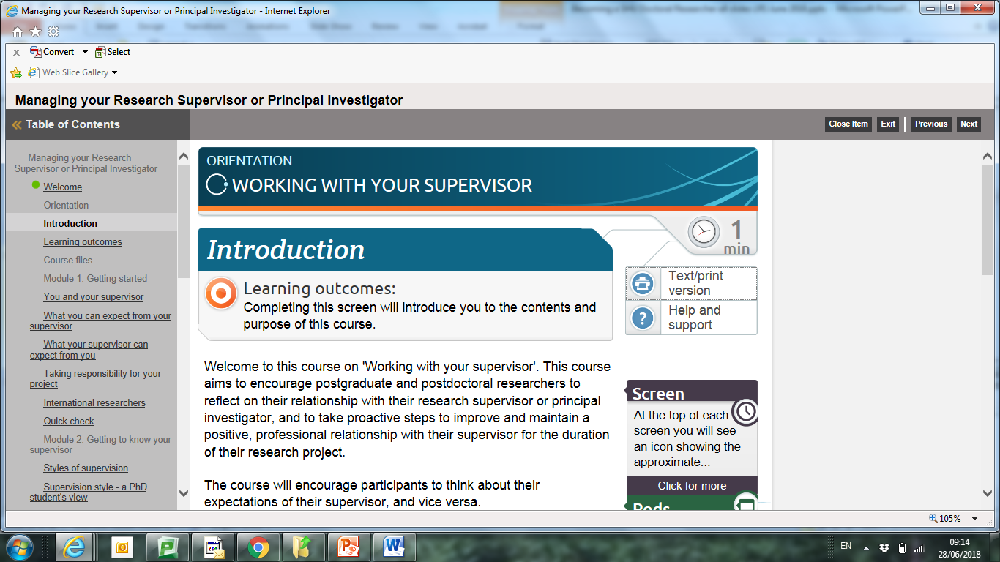 Managing your Research Supervisor or Principal Investigator - Internet Explorer
Convert
Select
Web Slice Gallery
Managing your Research Supervisor or Principal Investigator
Table of Contents
Close Item
Exit
Previous
Next
Managing your Research
Supervisor or Principal Investigator
Welcome
Orientation
Introduction
Learning outcomes
Course files
Module 1: Getting started
You and your supervisor
What you can expect from your
supervisor
What your supervisor can
expect from you
Taking responsibility for your
project
International researchers
Quick check
Module 2: Getting to know your
supervisor
Styles of supervision
Supervision style - a PhD
student's view
ORIENTATION
WORKING WITH YOUR SUPERVISOR
1
min
Introduction
Learning outcomes:
Completing this screen will introduce you to the contents and
purpose of this course.
Text/print
version
Help and
support
Welcome to this course on 'Working with your supervisor'. This course
aims to encourage postgraduate and postdoctoral researchers to
reflect on their relationship with their research supervisor or principal
investigator, and to take proactive steps to improve and maintain a
positive, professional relationship with their supervisor for the duration
of their research project.
The course will encourage participants to think about their
expectations of their supervisor, and vice versa.
Screen
At the top of each
screen you will see
an icon showing the
approximate...
Click for more
Pods
105%
EN
09:14
28/06/2018